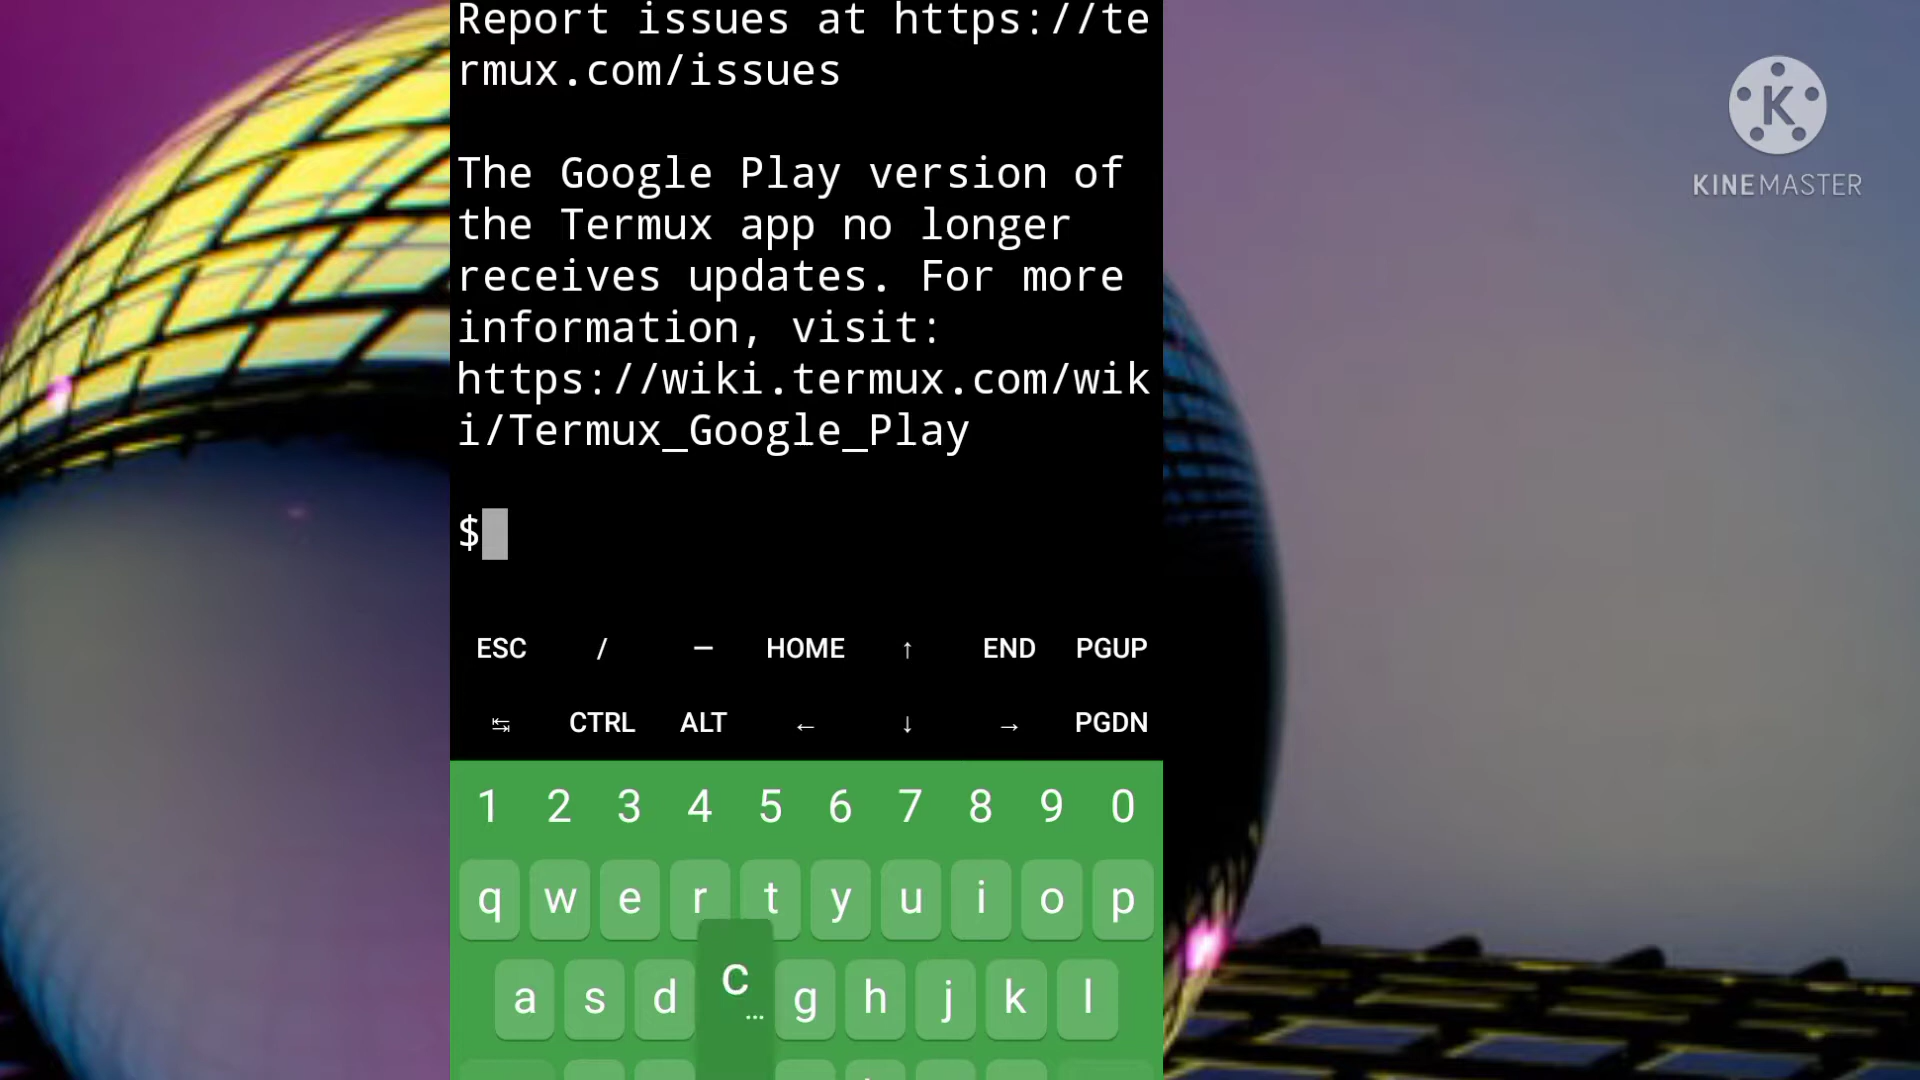 Report issues at https://te
rmux.com/issues
The Google Play version of
the Termux app no longer
receives updates. For more
information, visit:
https://wiki.termux.com/wik
i/Termux_Google_Play
$
ESC / — HOME ↑ END PGUP
↹ CTRL ALT ← ↓ → PGDN
1 2 3 4 5 6 7 8 9 0
q w e r t y u i o p
a s d c g h j k l
...
K
KINEMASTER